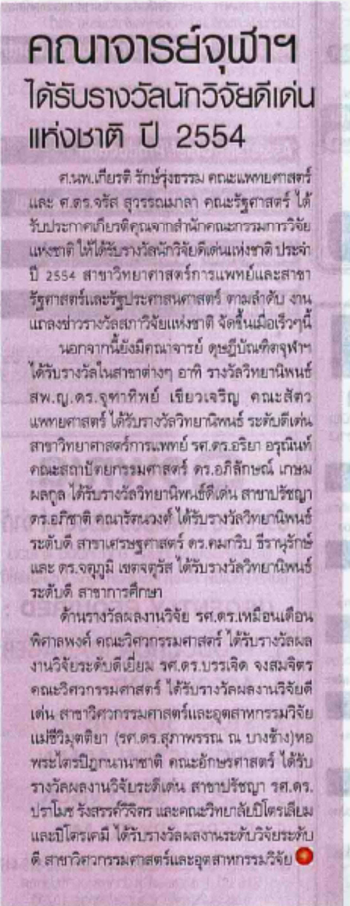 คณาจารย์จุฬาฯ
ได้รับรางวัลนักวิจัยดีเด่น
แห่งชาติ ปี 2554
ศ.นพ.เกียรติ รักษ์รุ่งธรรม คณะแพทยศาสตร์
และ ศ.ดร.จรัส สุวรรณมาลา คณะรัฐศาสตร์ ได้
รับประกาศเกียรติคุณจากสำนักคณะกรรมการวิจัย
แห่งชาติ ให้ได้รับรางวัลนักวิจัยดีเด่นแห่งชาติ ประจำ
ปี 2554 สาขาวิทยาศาสตร์การแพทย์และสาขา
รัฐศาสตร์และรัฐประศาสนศาสตร์ ตามลำดับ งาน
แถลงข่าวรางวัลสภาวิจัยแห่งชาติ จัดขึ้นเมื่อเร็วๆนี้
นอกจากนี้ยังมีคณาจารย์ ดุษฎีบัณฑิตจุฬาฯ
ได้รับรางวัลในสาขาต่างๆ อาทิ รางวัลวิทยานิพนธ์
สพ.ญ.ดร.จุฑาทิพย์ เขียวเจริญ คณะสัตว
แพทยศาสตร์ ได้รับรางวัลวิทยานิพนธ์ ระดับดีเด่น
สาขาวิทยาศาสตร์การแพทย์ รศ.ดร.อริยา อรุณินท์
คณะสถาปัตยกรรมศาสตร์ ดร.อภิลักษณ์ เกษม
ผลกูล ได้รับรางวัลวิทยานิพนธ์ดีเด่น สาขาปรัชญา
ดร.อภิชาติ คณารัตนวงศ์ ได้รับรางวัลวิทยานิพนธ์
ระดับดี สาขาเศรษฐศาสตร์ ดร.คมกริบ ธีรานุรักษ์
และ ดร.จตุภูมิ เขตจตุรัส ได้รับรางวัลวิทยานิพนธ์
ระดับดี สาขาการศึกษา
ด้านรางวัลผลงานวิจัย รศ.ดร.เหมือนเดือน
พิศาลพงศ์ คณะวิศวกรรมศาสตร์ ได้รับรางวัลผล
งานวิจัยระดับดีเยี่ยม รศ.ดร.บรรเจิด จงสมจิตร
คณะวิศวกรรมศาสตร์ ได้รับรางวัลผลงานวิจัยดี
เด่น สาขาวิศวกรรมศาสตร์และอุตสาหกรรมวิจัย
แม่ชีวิมุตติยา (รศ.ดร.สุภาพรรณ ณ บางช้าง)หอ
พระไตรปิฎกนานาชาติ คณะอักษรศาสตร์ ได้รับ
รางวัลผลงานวิจัยระดีเด่น สาขาปรัชญา รศ.ดร.
ปราโมช รังสรรค์วิจิตร และคณะวิทยาลัยปิโตรเลียม
และปิโตรเคมี ได้รับรางวัลผลงานระดับวิจัยระดับ
ดี สาขาวิศวกรรมศาสตร์และอุตสาหกรรมวิจัย